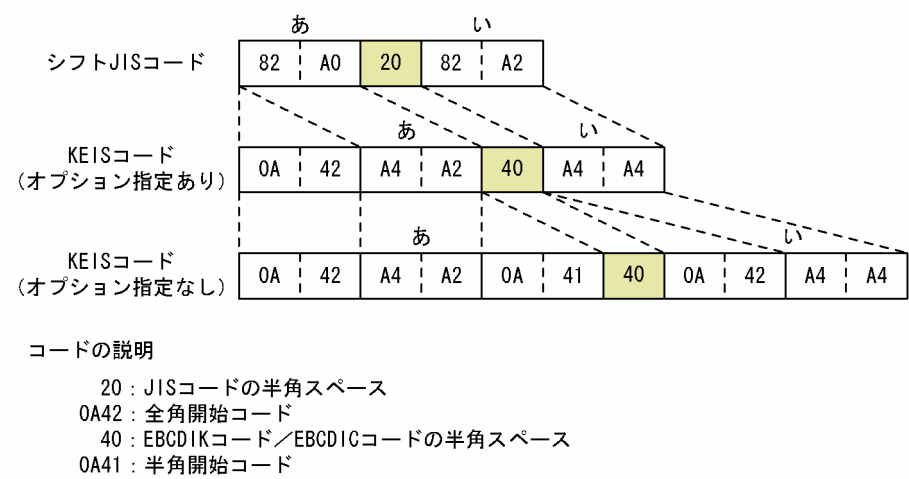 あ い
シフトJISコード 82 A0 20 82 A2
あ い
KEISコード
(オプション指定あり) 0A 42 A4 A2 40 A4 A4
あ い
KEISコード
(オプション指定なし) 0A 42 A4 A2 0A 41 40 0A 42 A4 A4
コードの説明
20:JISコードの半角スペース
0A42:全角開始コード
40:EBCDIKコード/EBCDICコードの半角スペース
0A41:半角開始コード